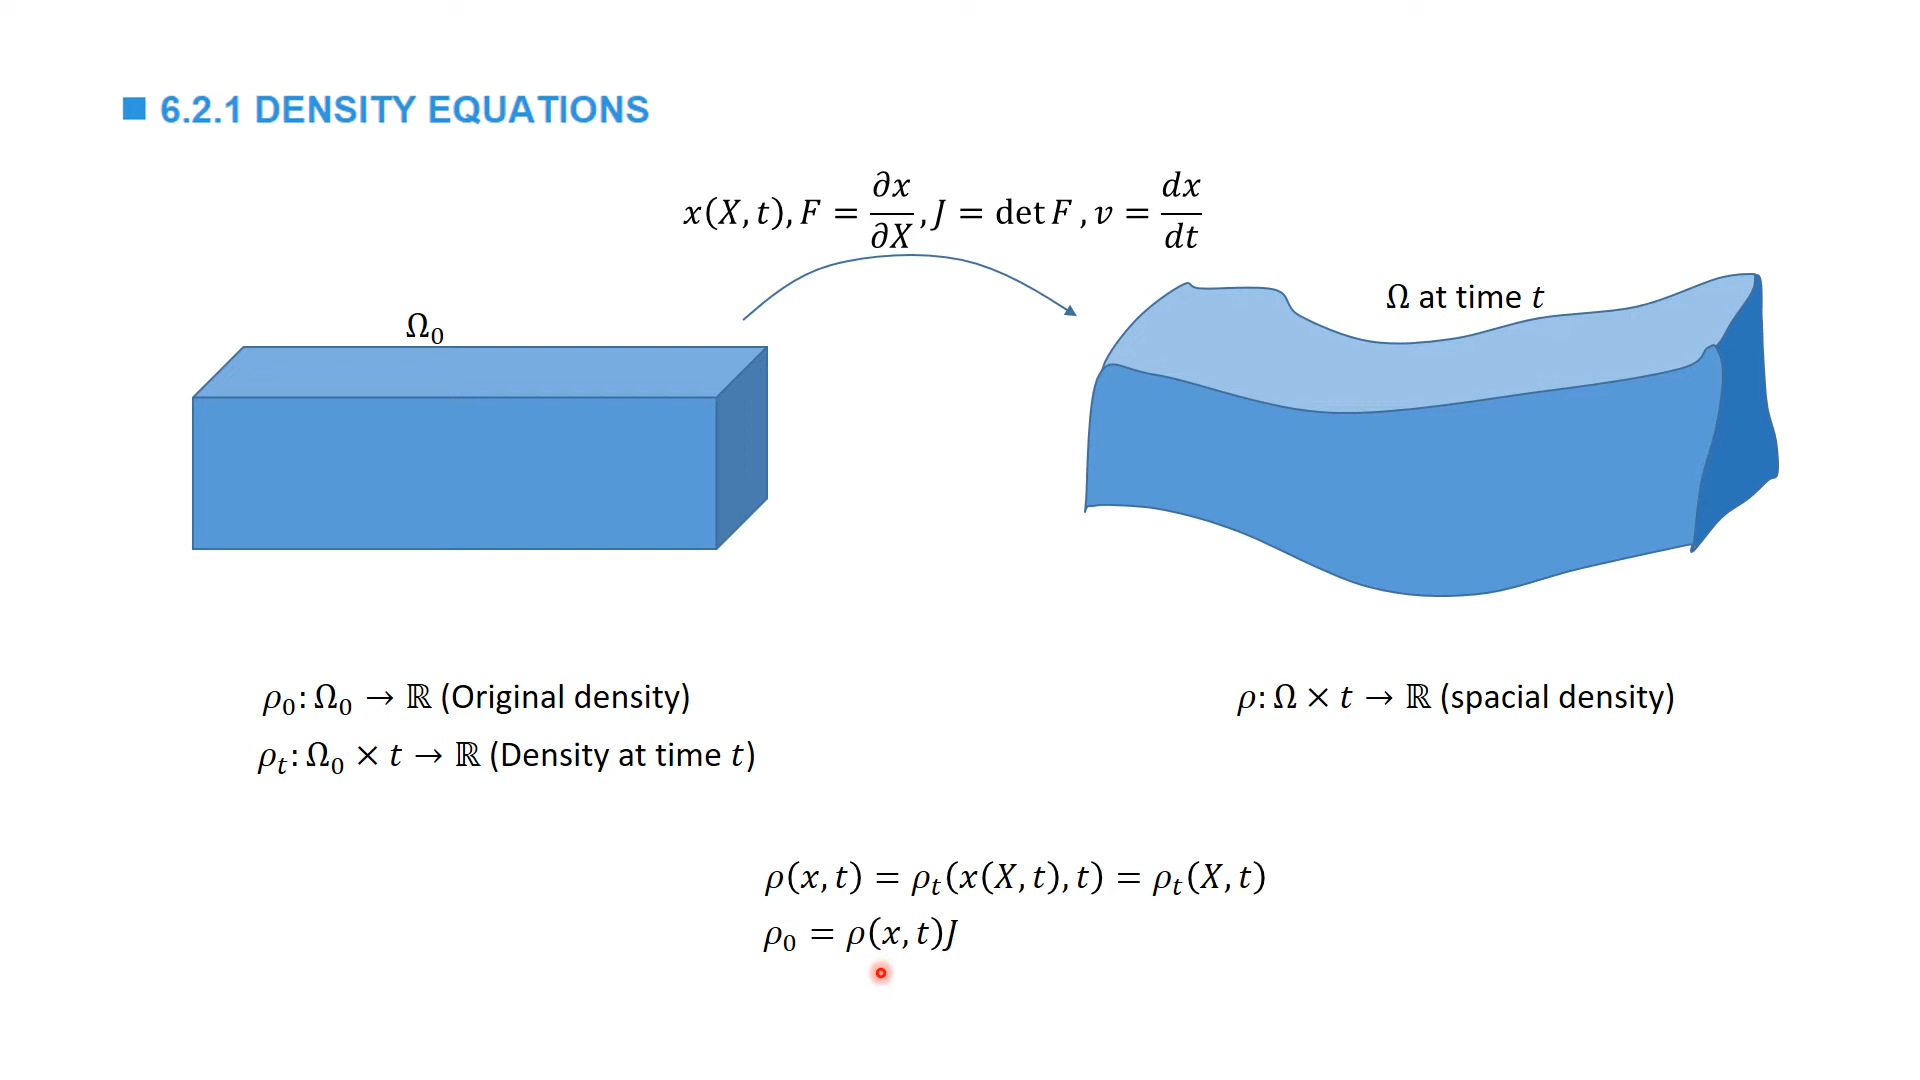 6.2.1 DENSITY EQUATIONS
x(X, t), F = ∂x/∂X, J = det F, v = dx/dt
Ω₀
Ω at time t
ρ₀: Ω₀ → ℝ (Original density)
ρₜ: Ω₀ × t → ℝ (Density at time t)
ρ: Ω × t → ℝ (spacial density)
ρ(x, t) = ρₜ(x(X, t), t) = ρₜ(X, t)
ρ₀ = ρ(x, t)J